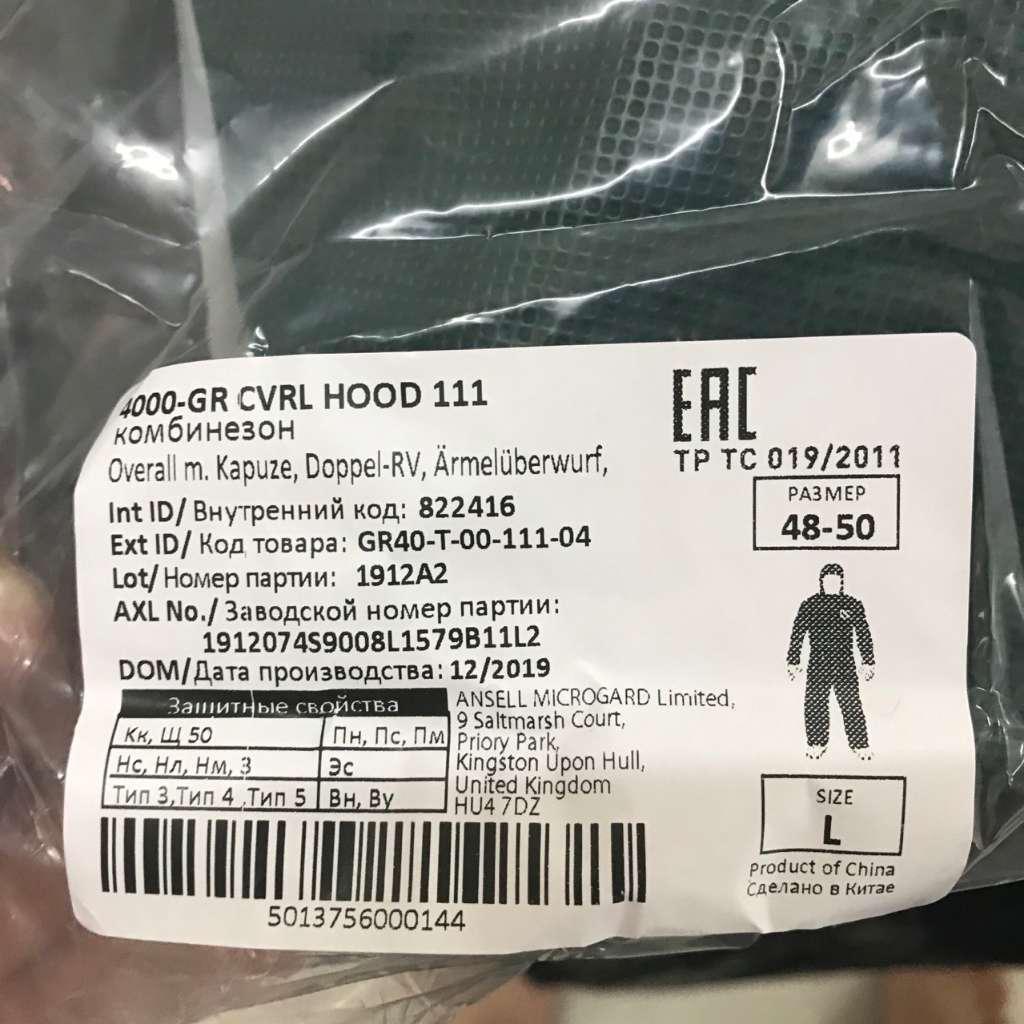 4000-GR CVRL HOOD 111
комбинезон
Overall m. Kapuze, Doppel-RV, Ärmelüberwurf,
Int ID/ Внутренний код: 822416
Ext ID/ Код товара: GR40-T-00-111-04
Lot/ Номер партии: 1912A2
AXL No./ Заводской номер партии:
1912074S9008L1579B11L2
DOM/Дата производства: 12/2019
EAC
ТР ТС 019/2011
РАЗМЕР
48-50
Защитные свойства
Кк, Щ 50 Пн, Пс, Пм
Нс, Нл, Нм, З Эс
Тип 3,Тип 4 ,Тип 5 Вн, Ву
ANSELL MICROGARD Limited,
9 Saltmarsh Court,
Priory Park,
Kingston Upon Hull,
United Kingdom
HU4 7DZ
SIZE
L
Product of China
Сделано в Китае
5013756000144